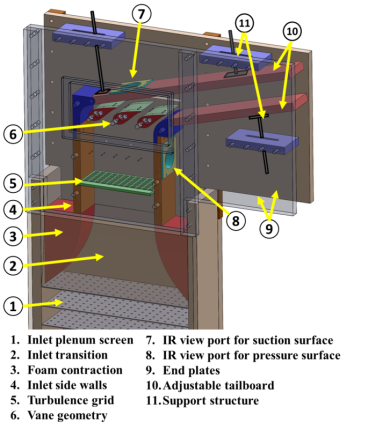 7
11
10
6
5
4
3
2
1
8
9
1. Inlet plenum screen
2. Inlet transition
3. Foam contraction
4. Inlet side walls
5. Turbulence grid
6. Vane geometry
7. IR view port for suction surface
8. IR view port for pressure surface
9. End plates
10. Adjustable tailboard
11. Support structure